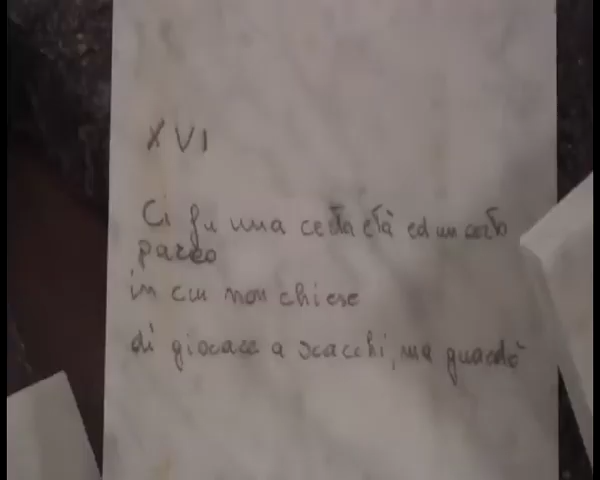 XVI
Ci fu una certa età ed un certo
parco
in cui non chiese
di giocare a scacchi, ma guardò